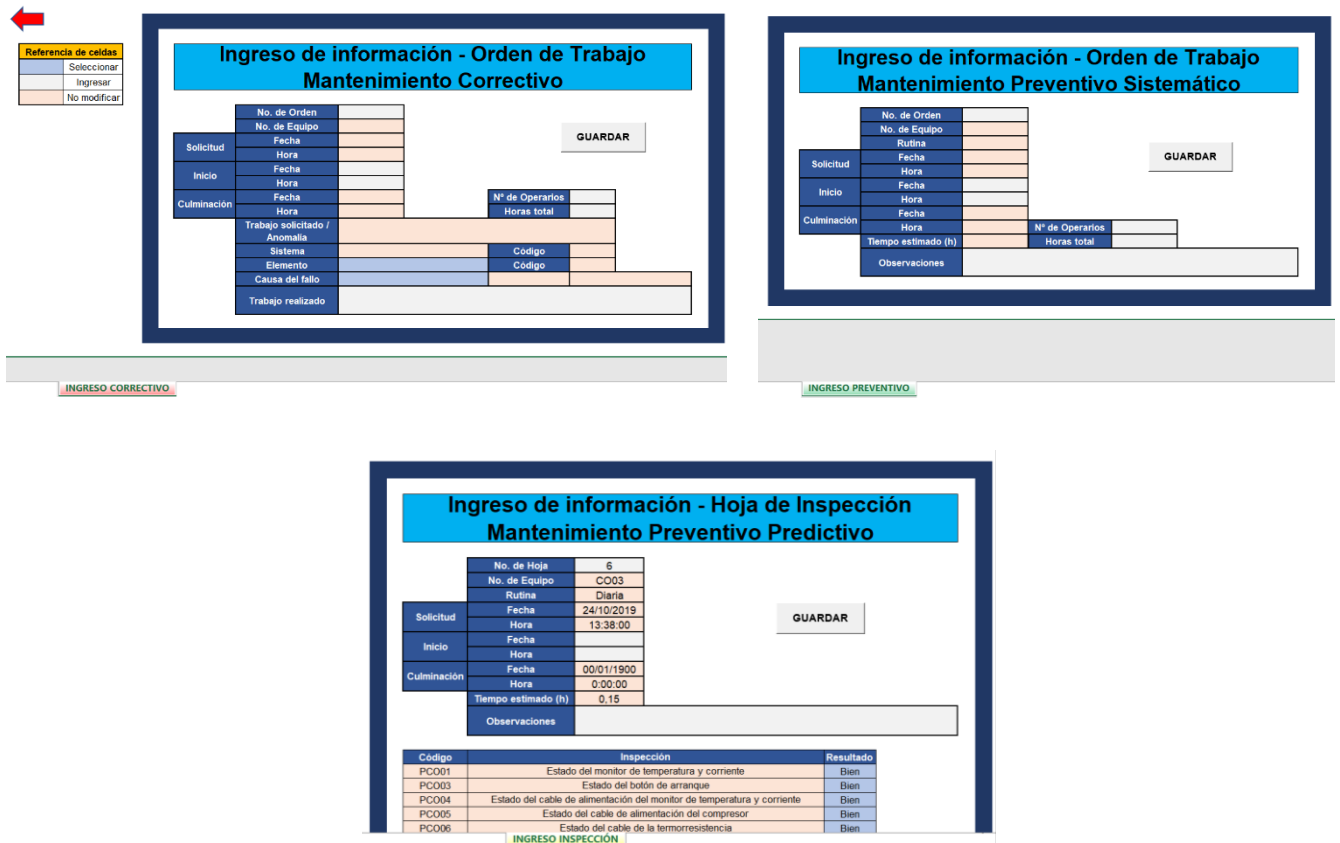 Referencia de celdas
Seleccionar
Ingresar
No modificar
Ingreso de información - Orden de Trabajo
Mantenimiento Correctivo
No. de Orden
No. de Equipo
Solicitud
Fecha
Hora
GUARDAR
Inicio
Fecha
Hora
Culminación
Fecha
Hora
N° de Operarios
Horas total
Trabajo solicitado /
Anomalía
Sistema
Código
Elemento
Código
Causa del fallo
Trabajo realizado
INGRESO CORRECTIVO
Ingreso de información - Orden de Trabajo
Mantenimiento Preventivo Sistemático
No. de Orden
No. de Equipo
Rutina
Solicitud
Fecha
Hora
GUARDAR
Inicio
Fecha
Hora
Culminación
Fecha
Hora
N° de Operarios
Tiempo estimado (h)
Horas total
Observaciones
INGRESO PREVENTIVO
Ingreso de información - Hoja de Inspección
Mantenimiento Preventivo Predictivo
No. de Hoja 6
No. de Equipo CO03
Rutina Diaria
Solicitud
Fecha 24/10/2019
Hora 13:38:00
GUARDAR
Inicio
Fecha
Hora
Culminación
Fecha 00/01/1900
Hora 0:00:00
Tiempo estimado (h) 0,15
Observaciones
Código Inspección Resultado
PCO01 Estado del monitor de temperatura y corriente Bien
PCO03 Estado del botón de arranque Bien
PCO04 Estado del cable de alimentación del monitor de temperatura y corriente Bien
PCO05 Estado del cable de alimentación del compresor Bien
PCO06 Estado del cable de la termorresistencia Bien
INGRESO INSPECCIÓN